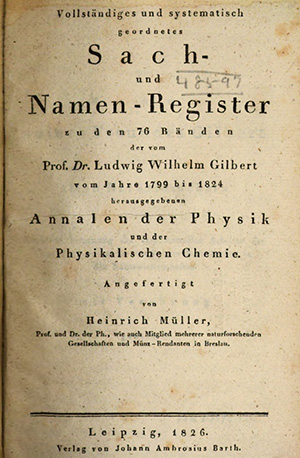 Vollständiges und systematisch
geordnetes
Sach-
und
485-97
Namen-Register
zu den 76 Bänden
der vom
Prof. Dr. Ludwig Wilhelm Gilbert
vom Jahre 1799 bis 1824
herausgegebenen
Annalen der Physik
und der
Physikalischen Chemie.
Angefertigt
von
Heinrich Müller,
Prof. und Dr. der Ph., wie auch Mitglied mehrerer naturforschenden
Gesellschaften und Münz-Rendanten in Breslau.
Leipzig, 1826.
Verlag von Johann Ambrosius Barth.